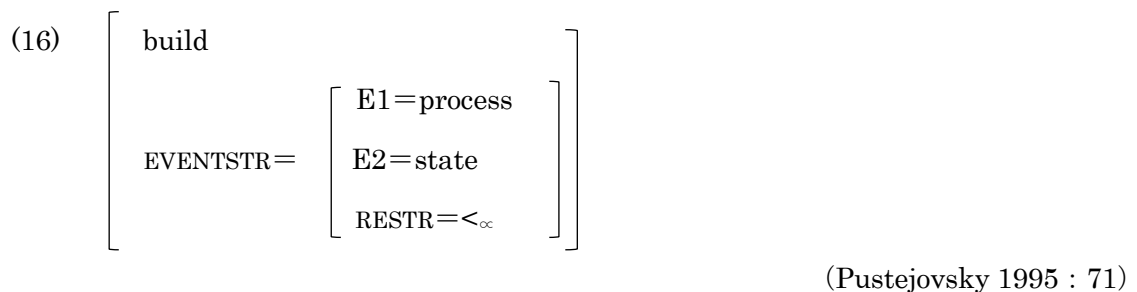 (16) build
E1=process
EVENTSTR= E2=state
RESTR=<∝
(Pustejovsky 1995 : 71)